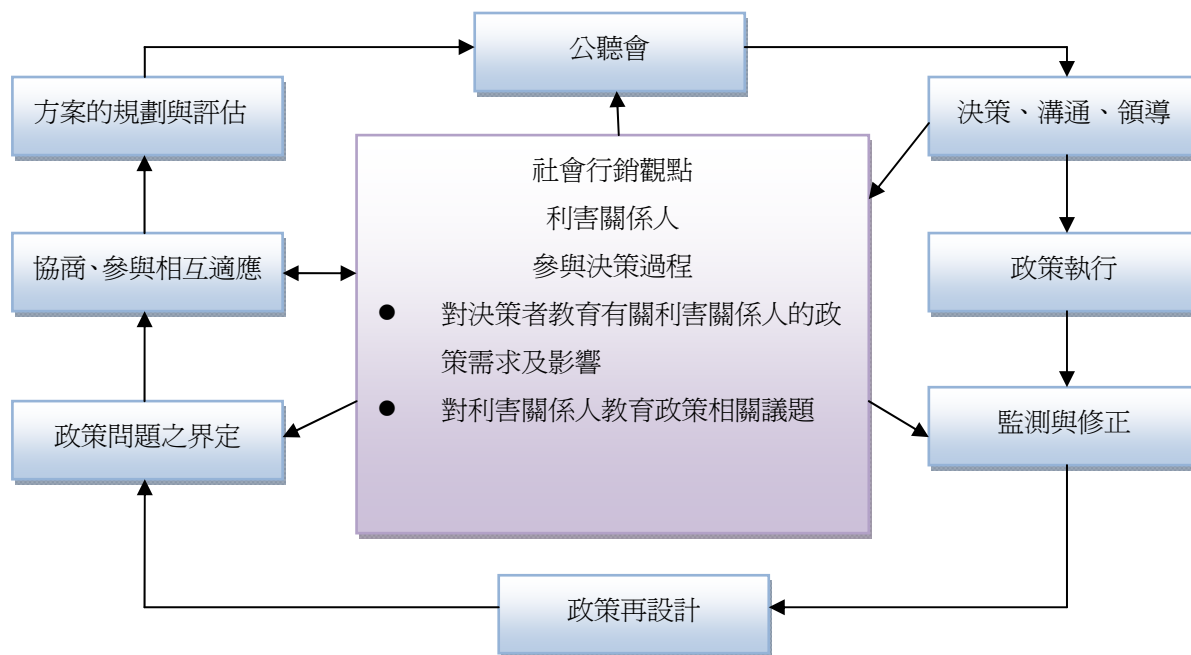 公聽會
方案的規劃與評估
決策、溝通、領導
社會行銷觀點
利害關係人
參與決策過程
● 對決策者教育有關利害關係人的政
策需求及影響
● 對利害關係人教育政策相關議題
協商、參與相互適應
政策執行
政策問題之界定
監測與修正
政策再設計